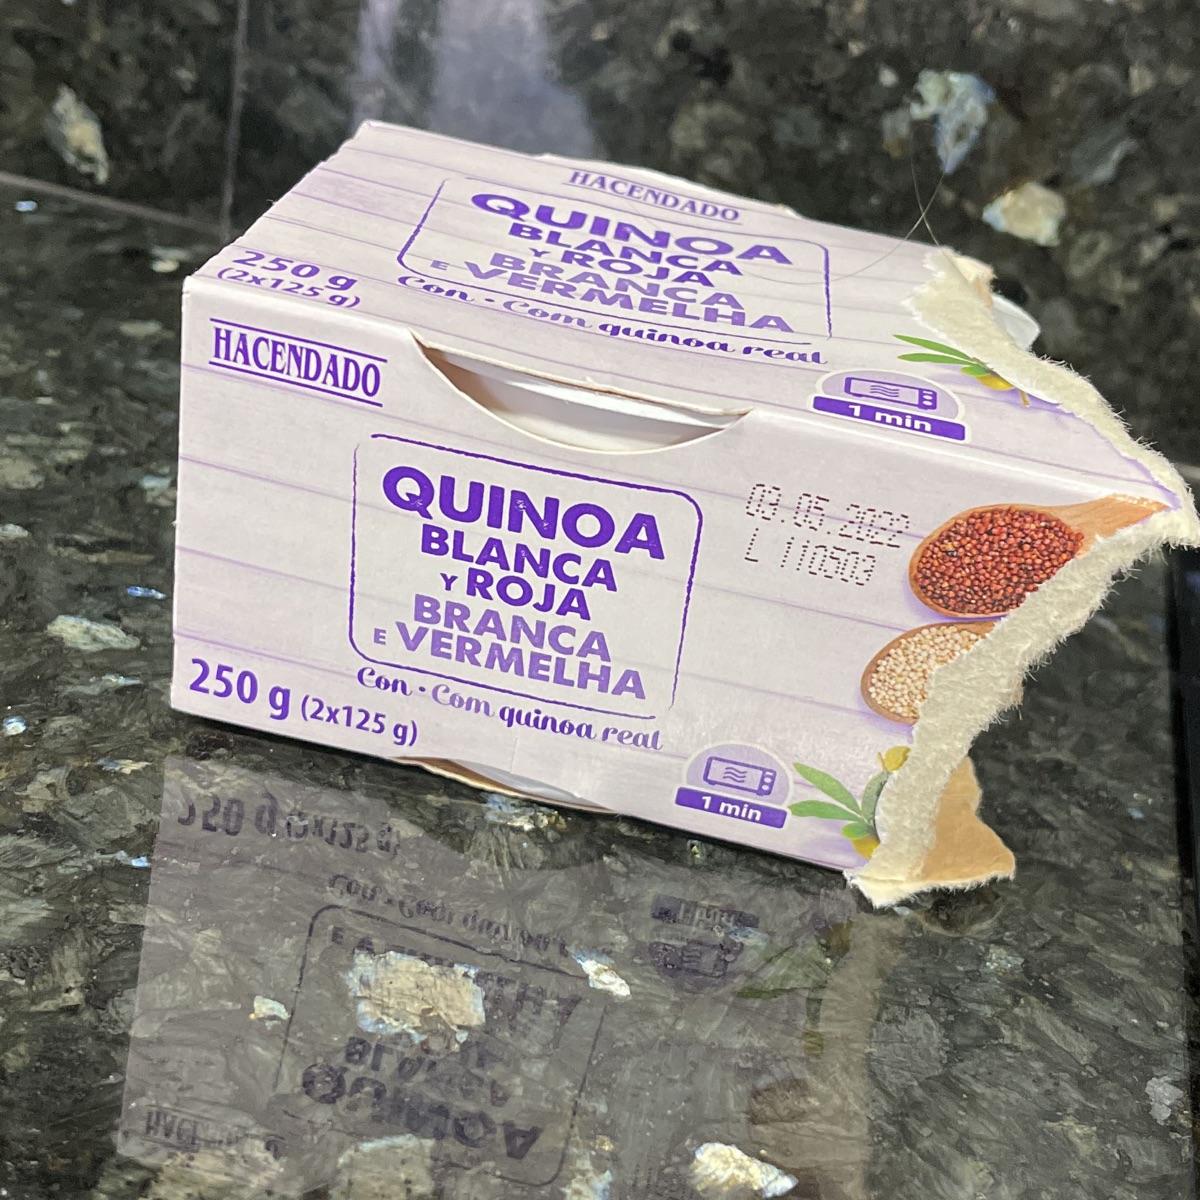 HACENDADO
QUINOA
BLANCA
Y ROJA
BRANCA
E VERMELHA
Con · Com quinoa real
250 g
(2x125 g)
1 min
HACENDADO
QUINOA
BLANCA
Y ROJA
BRANCA
E VERMELHA
Con · Com quinoa real
250 g (2x125 g)
03.05.2022
L 110503
1 min